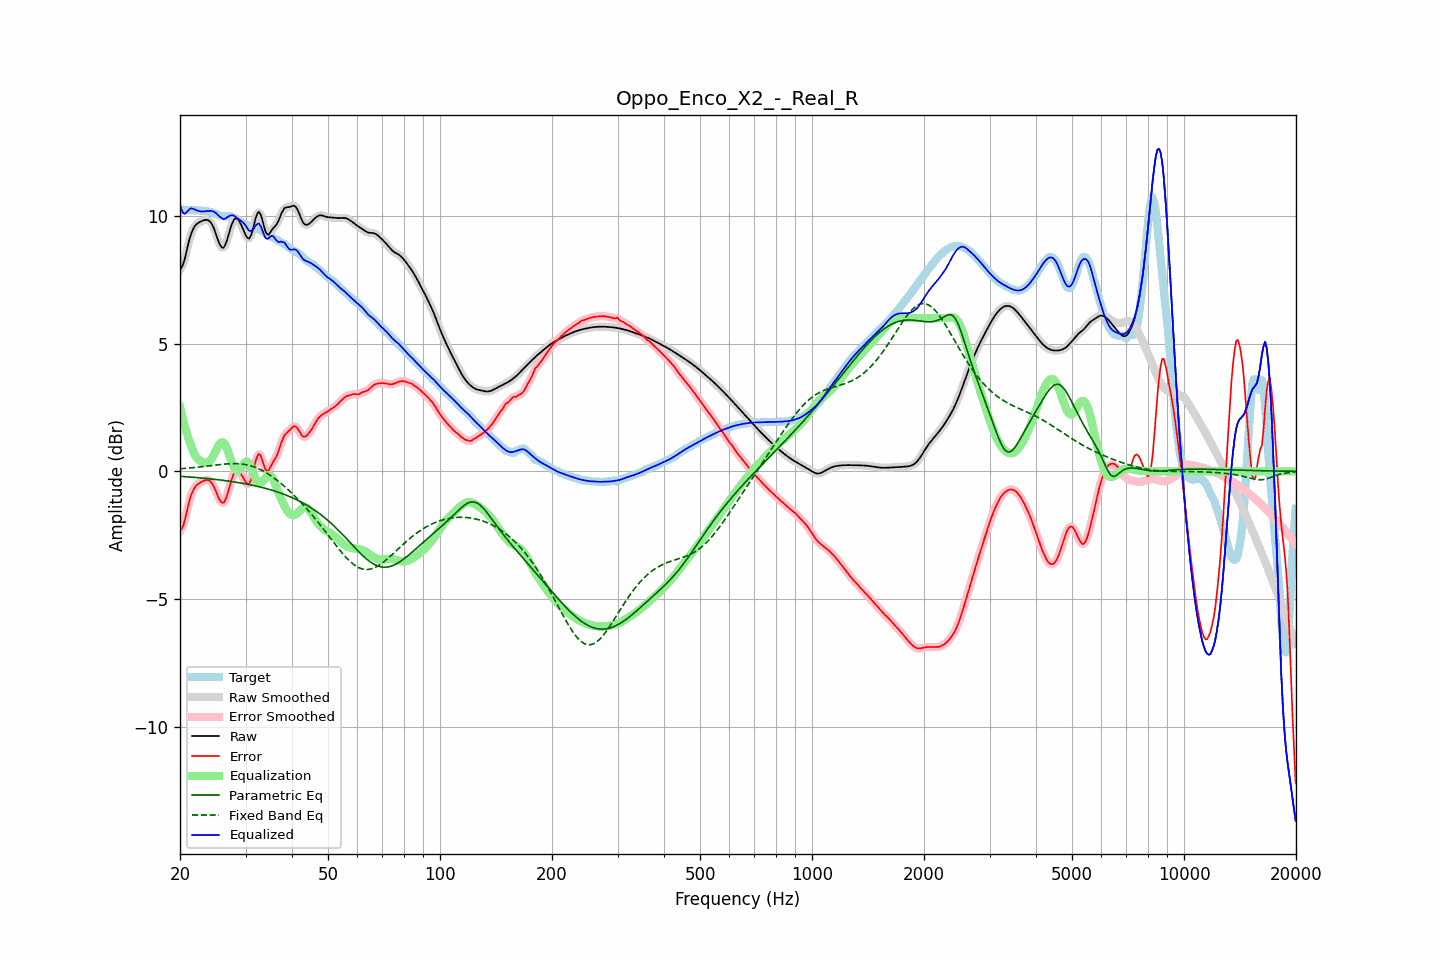 Oppo_Enco_X2_-_Real_R
Amplitude (dBr)
10
5
0
−5
−10
Target
Raw Smoothed
Error Smoothed
Raw
Error
Equalization
Parametric Eq
Fixed Band Eq
Equalized
20 50 100 200 500 1000 2000 5000 10000 20000
Frequency (Hz)